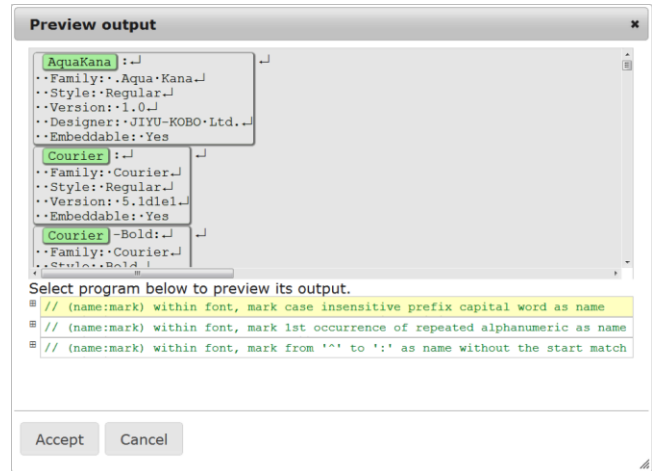 Preview output
AquaKana:↵ ↵
··Family:·.Aqua·Kana↵
··Style:·Regular↵
··Version:·1.0↵
··Designer:·JIYU-KOBO·Ltd.↵
··Embeddable:·Yes
Courier:↵ ↵
··Family:·Courier↵
··Style:·Regular↵
··Version:·5.1d1e1↵
··Embeddable:·Yes
Courier-Bold:↵ ↵
··Family:·Courier↵
··Style:·Bold
Select program below to preview its output.
// (name:mark) within font, mark case insensitive prefix capital word as name
// (name:mark) within font, mark 1st occurrence of repeated alphanumeric as name
// (name:mark) within font, mark from '^' to ':' as name without the start match
Accept Cancel